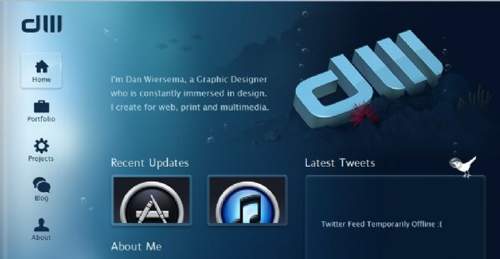 dw
Home
Portfolio
Projects
Blog
About
I'm Dan Wiersema, a Graphic Designer
who is constantly immersed in design.
I create for web, print and multimedia.
dw
Recent Updates
Latest Tweets
Twitter Feed Temporarily Offline :(
About Me